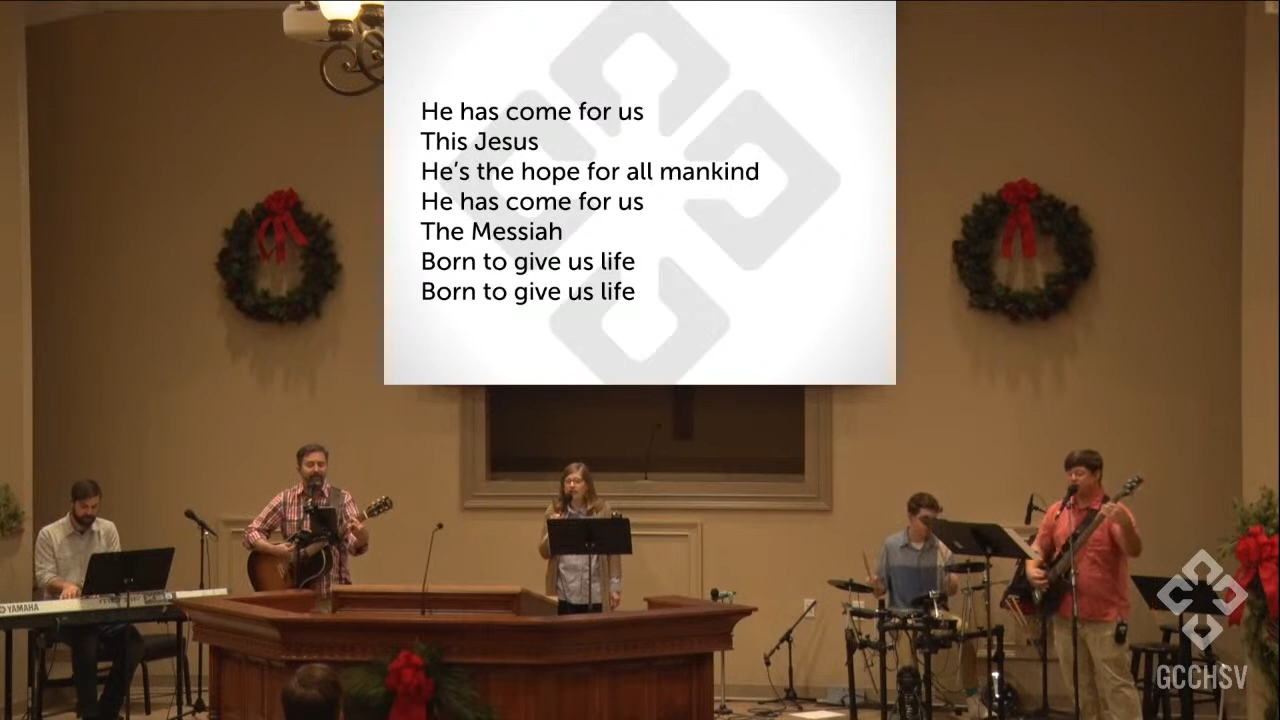 He has come for us
This Jesus
He's the hope for all mankind
He has come for us
The Messiah
Born to give us life
Born to give us life
YAMAHA
GCCHSV